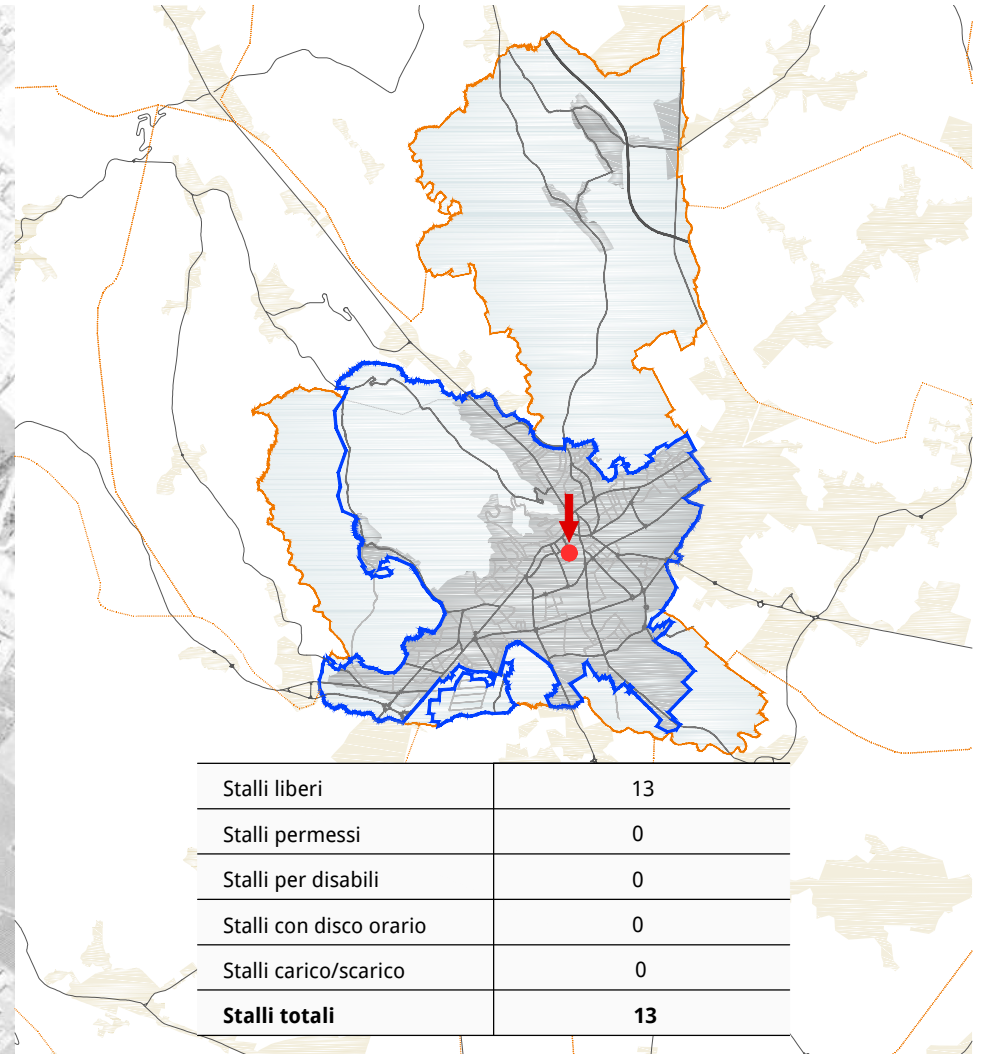 Stalli liberi 13
Stalli permessi 0
Stalli per disabili 0
Stalli con disco orario 0
Stalli carico/scarico 0
Stalli totali 13